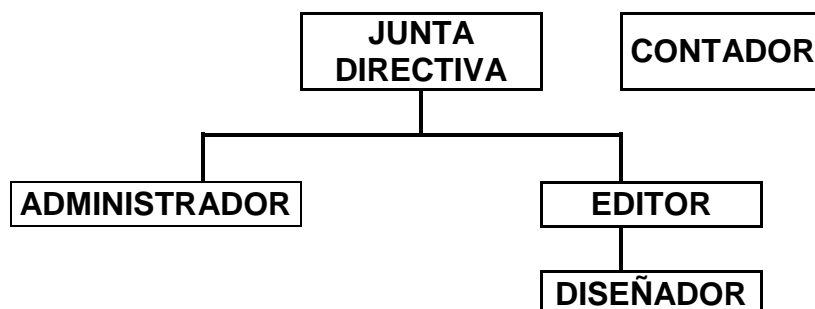 JUNTA
DIRECTIVA
CONTADOR
ADMINISTRADOR
EDITOR
DISEÑADOR